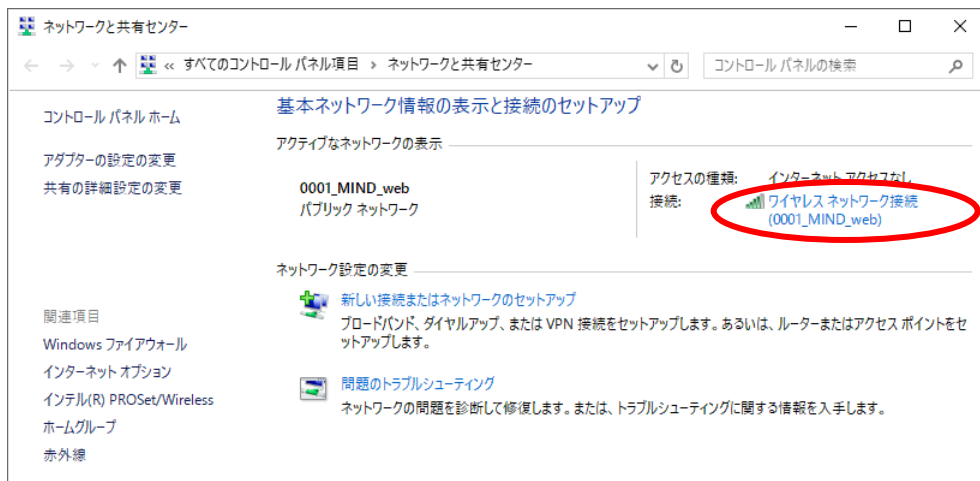 ネットワークと共有センター
« すべてのコントロール パネル項目 › ネットワークと共有センター
コントロール パネルの検索
コントロール パネル ホーム
アダプターの設定の変更
共有の詳細設定の変更
基本ネットワーク情報の表示と接続のセットアップ
アクティブなネットワークの表示
0001_MIND_web
パブリック ネットワーク
アクセスの種類: インターネット アクセスなし
接続: ワイヤレス ネットワーク接続
(0001_MIND_web)
ネットワーク設定の変更
新しい接続またはネットワークのセットアップ
ブロードバンド、ダイヤルアップ、または VPN 接続をセットアップします。あるいは、ルーターまたはアクセス ポイントをセ
ットアップします。
問題のトラブルシューティング
ネットワークの問題を診断して修復します。または、トラブルシューティングに関する情報を入手します。
関連項目
Windows ファイアウォール
インターネット オプション
インテル(R) PROSet/Wireless
ホームグループ
赤外線